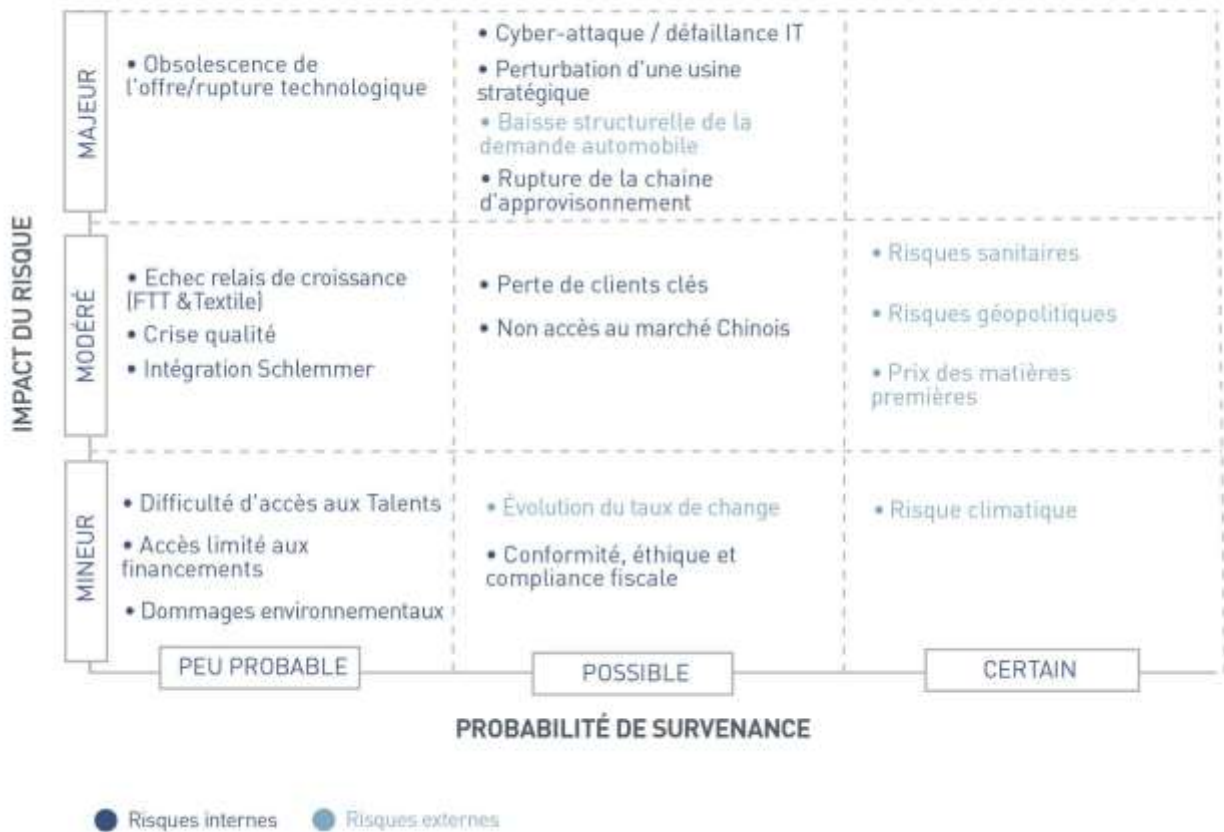 IMPACT DU RISQUE
MAJEUR
• Obsolescence de
l'offre/rupture technologique
• Cyber-attaque / défaillance IT
• Perturbation d'une usine
stratégique
• Baisse structurelle de la
demande automobile
• Rupture de la chaine
d'approvisonnement
MODÉRÉ
• Echec relais de croissance
(FTT &Textile)
• Crise qualité
• Intégration Schlemmer
• Perte de clients clés
• Non accès au marché Chinois
• Risques sanitaires
• Risques géopolitiques
• Prix des matières
premières
MINEUR
• Difficulté d'accès aux Talents
• Accès limité aux
financements
• Dommages environnementaux
• Évolution du taux de change
• Conformité, éthique et
compliance fiscale
• Risque climatique
PEU PROBABLE
POSSIBLE
CERTAIN
PROBABILITÉ DE SURVENANCE
Risques internes
Risques externes